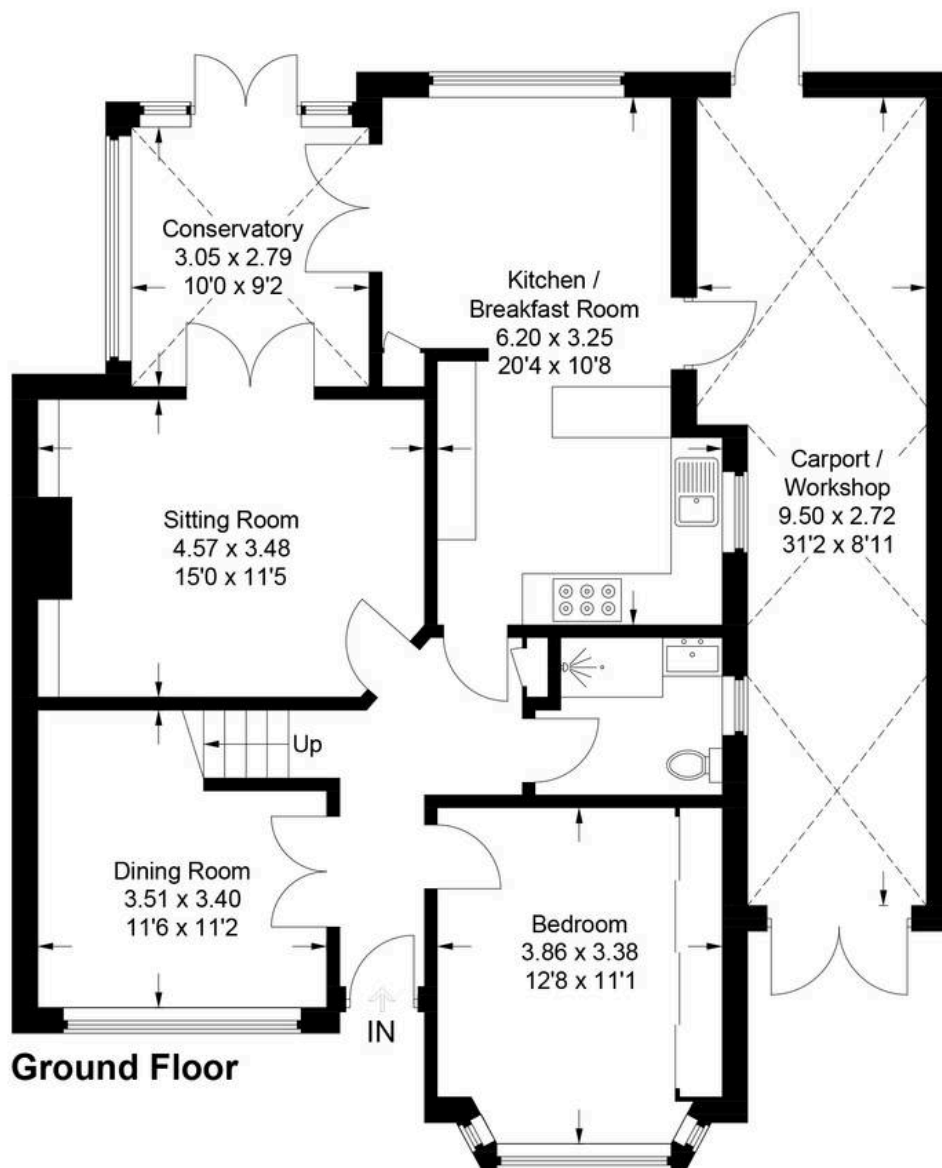 Conservatory
3.05 x 2.79
10'0 x 9'2
Kitchen /
Breakfast Room
6.20 x 3.25
20'4 x 10'8
Carport /
Workshop
9.50 x 2.72
31'2 x 8'11
Sitting Room
4.57 x 3.48
15'0 x 11'5
Up
Dining Room
3.51 x 3.40
11'6 x 11'2
Bedroom
3.86 x 3.38
12'8 x 11'1
IN
Ground Floor